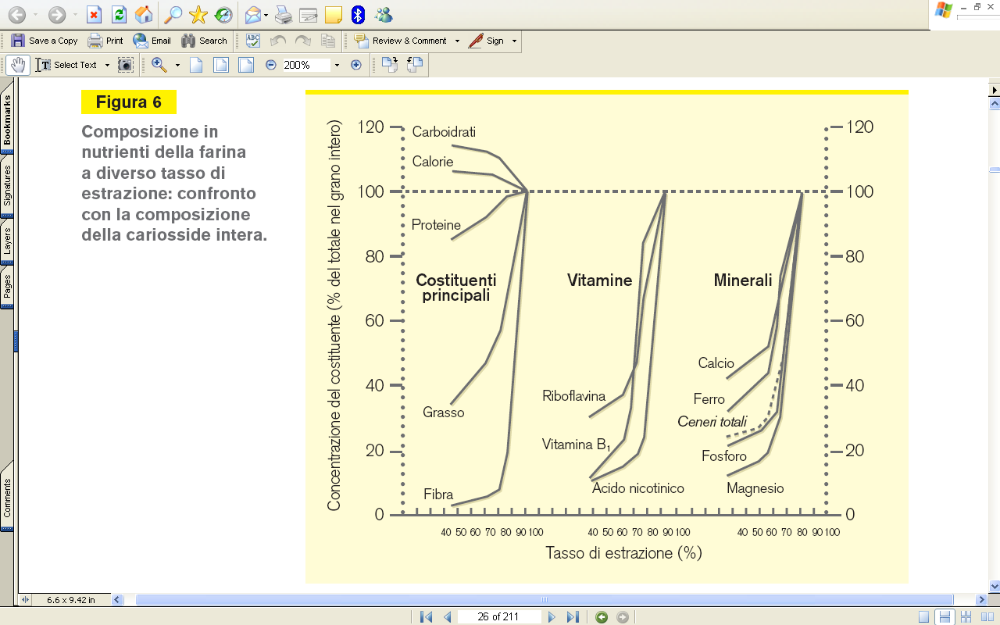 Save a Copy Print Email Search Review & Comment Sign
Select Text 200%
Bookmarks
Signatures
Layers
Pages
Comments
Figura 6
Composizione in
nutrienti della farina
a diverso tasso di
estrazione: confronto
con la composizione
della cariosside intera.
Concentrazione del costituente (% del totale nel grano intero)
120 Carboidrati 120
Calorie
100 100
Proteine
80 80
Costituenti Vitamine Minerali
principali
60 60
Calcio
40 40
Riboflavina Ferro
Grasso Ceneri totali
Vitamina B1
20 Fosforo 20
Fibra Acido nicotinico Magnesio
0 0
40 50 60 70 80 90 100 40 50 60 70 80 90 100 40 50 60 70 80 90 100
Tasso di estrazione (%)
6.6 x 9.42 in
26 of 211